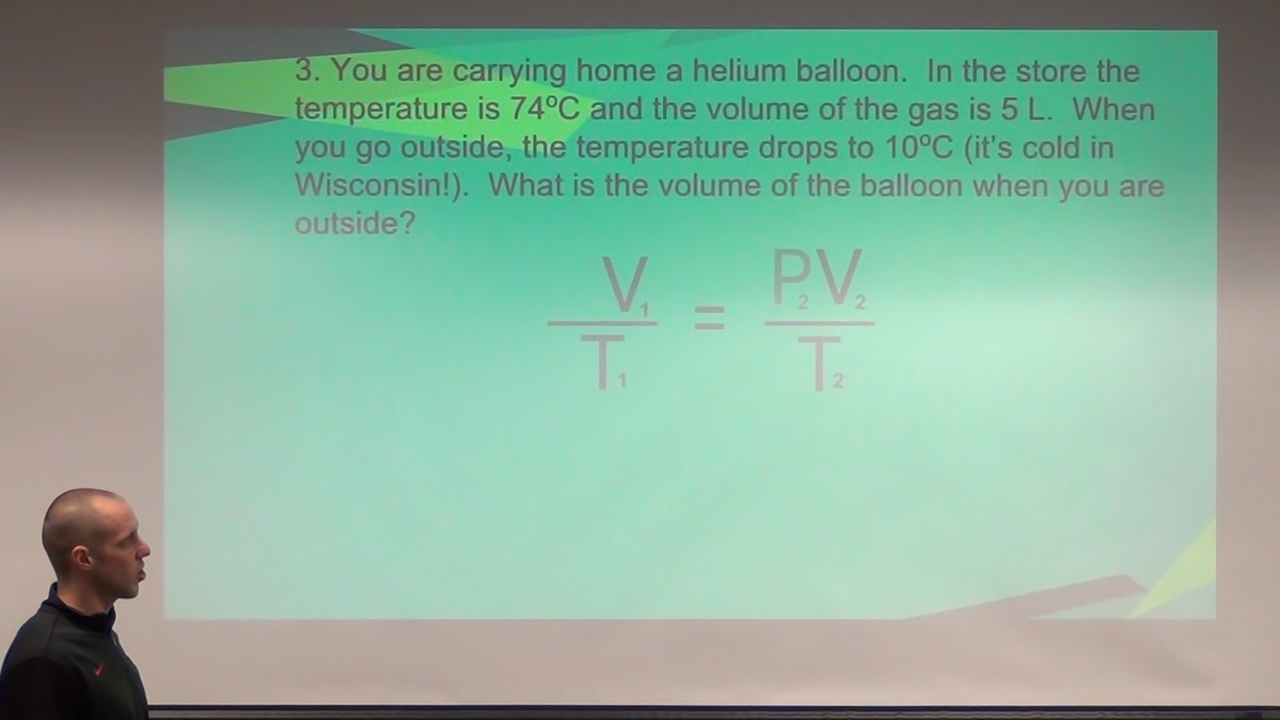 3. You are carrying home a helium balloon. In the store the
temperature is 74ºC and the volume of the gas is 5 L. When
you go outside, the temperature drops to 10ºC (it's cold in
Wisconsin!). What is the volume of the balloon when you are
outside?
V₁ = P₂V₂
T₁ T₂